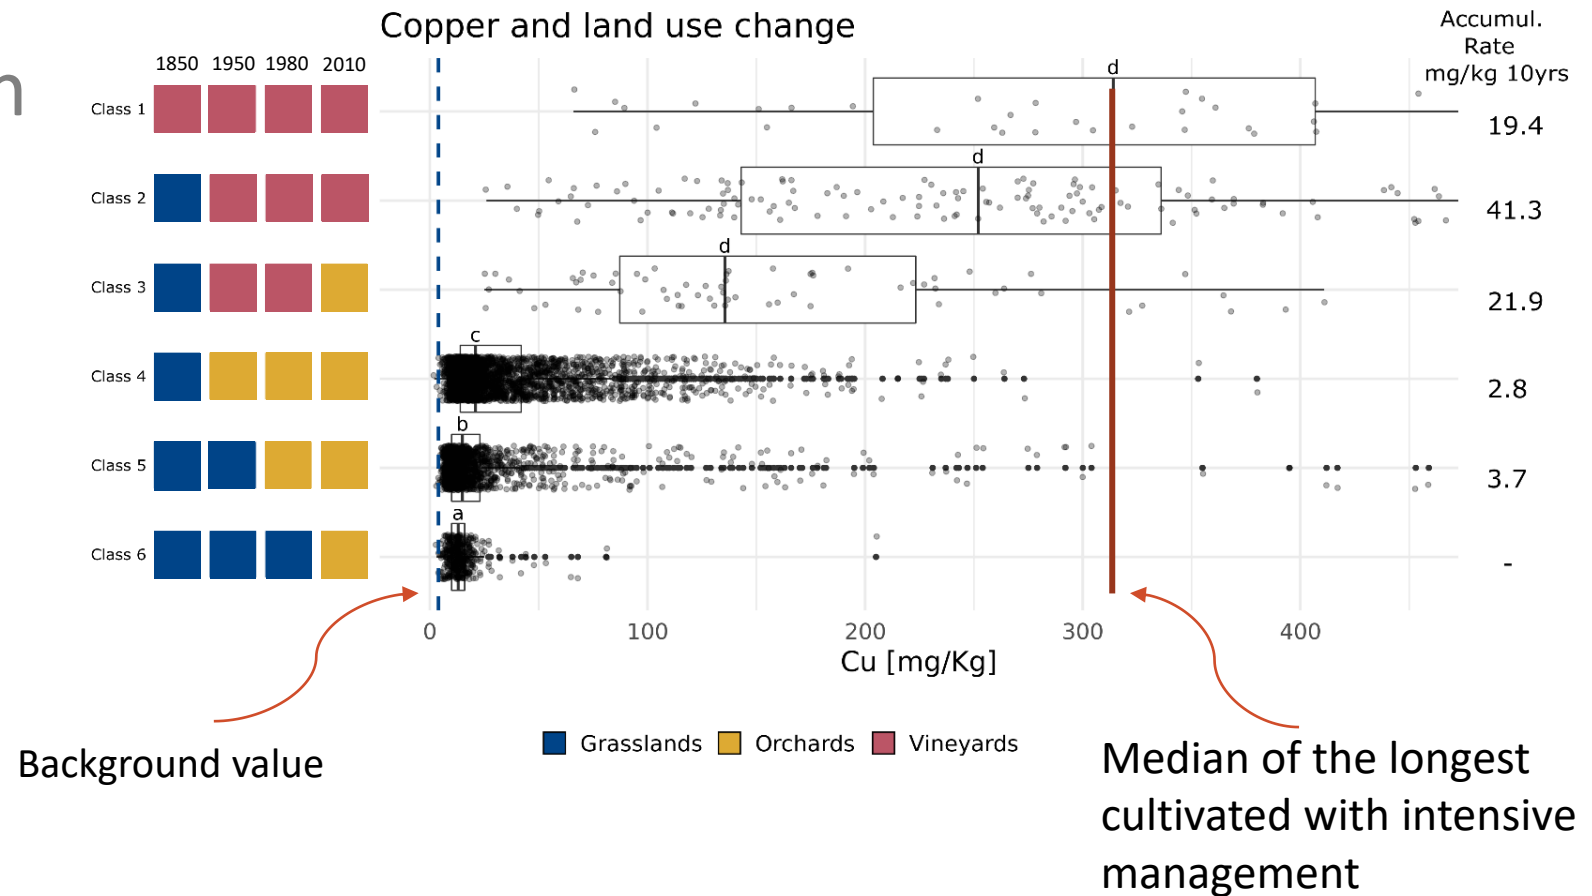 n
Copper and land use change
Accumul.
Rate
mg/kg 10yrs
1850 1950 1980 2010
Class 1
d
19.4
Class 2
d
41.3
Class 3
d
21.9
Class 4
c
2.8
Class 5
b
3.7
Class 6
a
-
0 100 200 300 400
Cu [mg/Kg]
Grasslands Orchards Vineyards
Background value
Median of the longest
cultivated with intensive
management